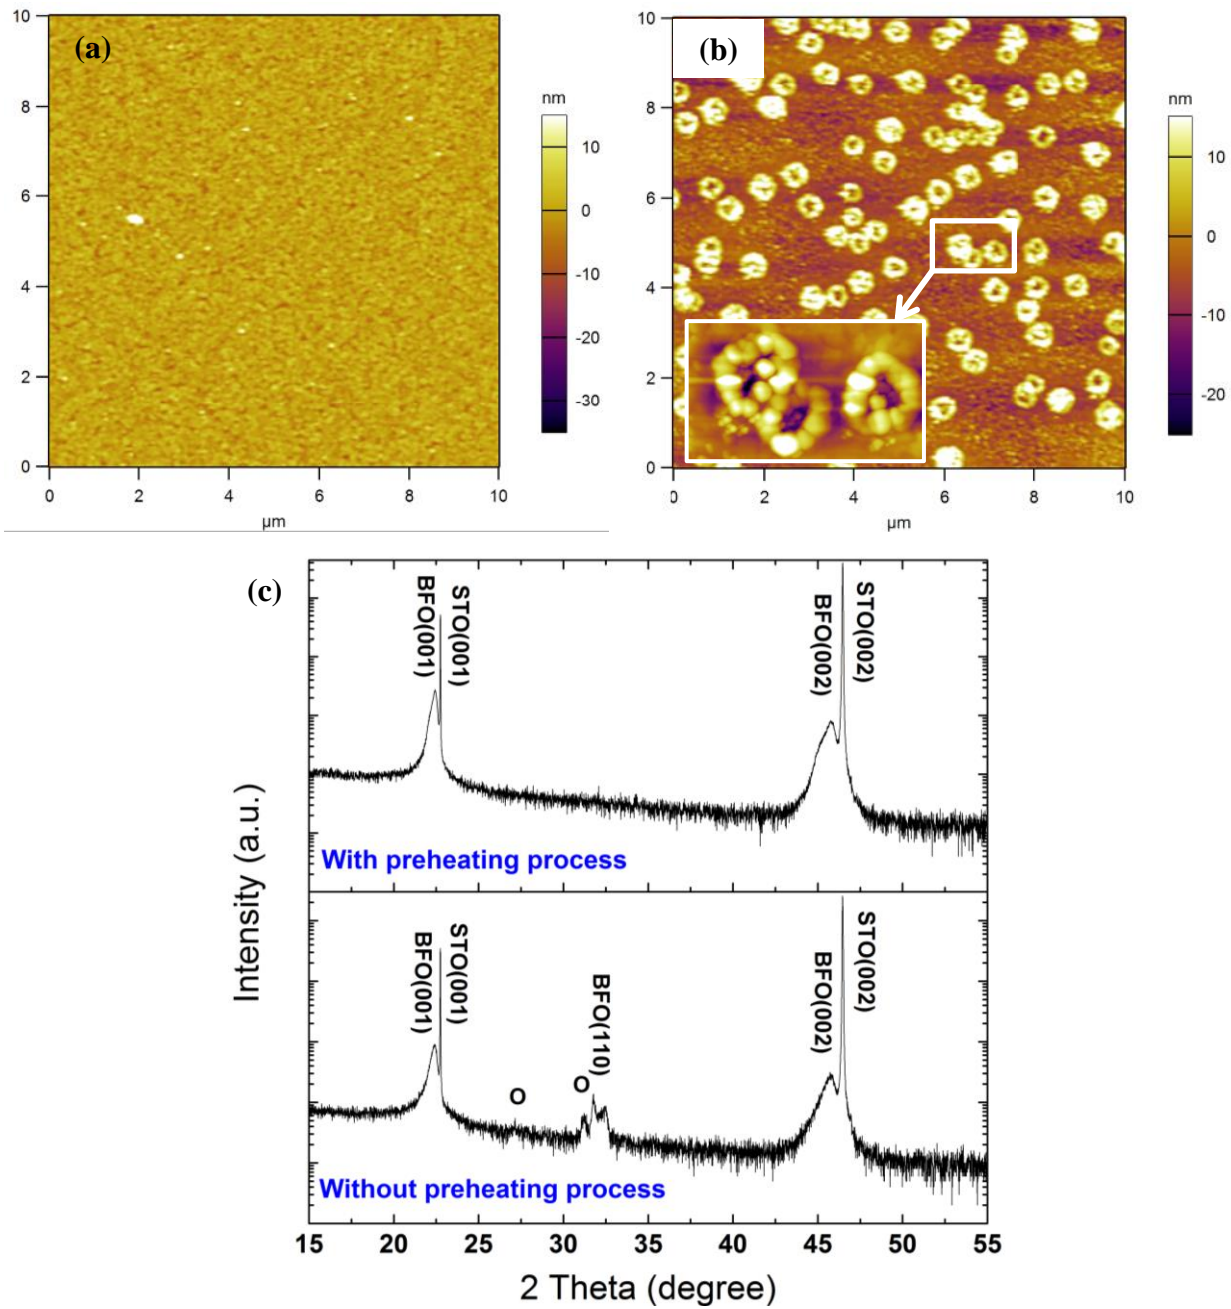 (a)
10
8
6
4
2
0
0
2
4
6
8
10
µm
nm
10
0
-10
-20
-30
(b)
10
8
6
4
2
0
0
2
4
6
8
10
µm
nm
10
0
-10
-20
(c)
BFO(001)
STO(001)
BFO(002)
STO(002)
With preheating process
BFO(001)
STO(001)
O
O
BFO(110)
BFO(002)
STO(002)
Without preheating process
Intensity (a.u.)
15
20
25
30
35
40
45
50
55
2 Theta (degree)